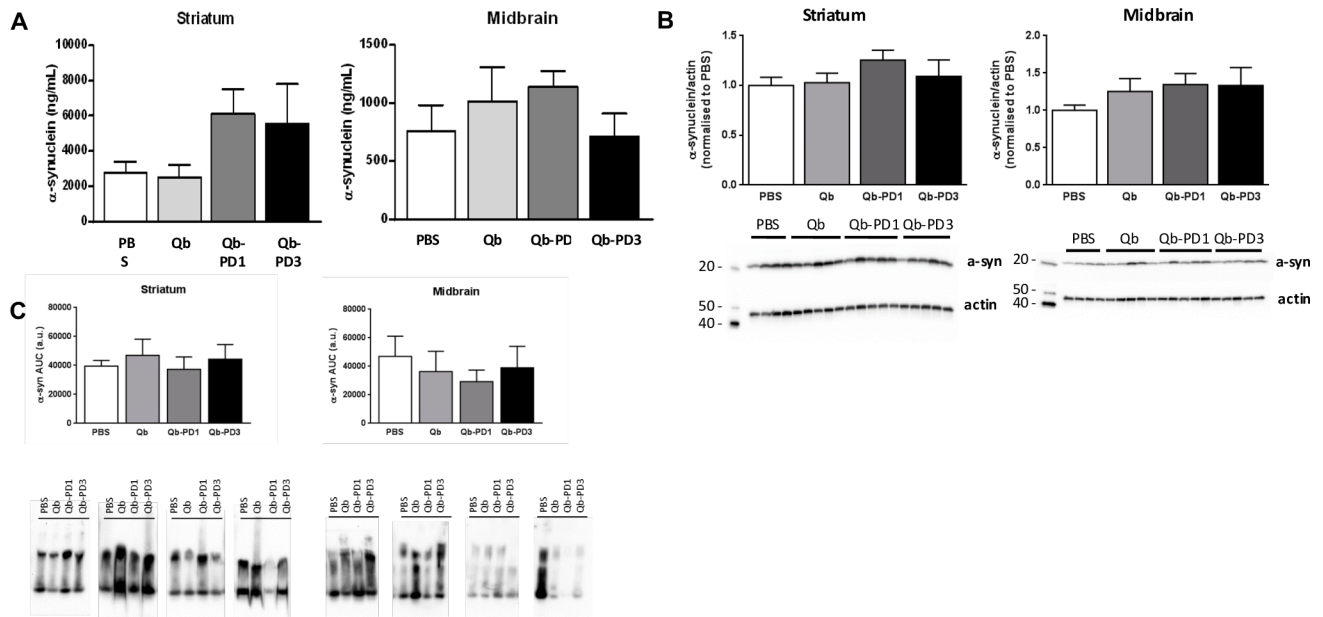 A
Striatum
α-synuclein (ng/mL)
10000
8000
6000
4000
2000
0
PB
S
Qb
Qb-
PD1
Qb-
PD3
Midbrain
α-synuclein (ng/mL)
1500
1000
500
0
PBS
Qb
Qb-PD
Qb-PD3
B
Striatum
α-synuclein/actin
(normalised to PBS)
1.5
1.0
0.5
0.0
PBS
Qb
Qb-PD1
Qb-PD3
PBS
Qb
Qb-PD1
Qb-PD3
20 -
a-syn
50 -
40 -
actin
Midbrain
α-synuclein/actin
(normalised to PBS)
2.0
1.5
1.0
0.5
0.0
PBS
Qb
Qb-PD1
Qb-PD3
PBS
Qb
Qb-PD1
Qb-PD3
20 -
a-syn
50 -
40 -
actin
C
Striatum
α-syn AUC (a.u.)
80000
60000
40000
20000
0
PBS
Qb
Qb-PD1
Qb-PD3
Midbrain
α-syn AUC (a.u.)
80000
60000
40000
20000
0
PBS
Qb
Qb-PD1
Qb-PD3
PBS
Qb
Qb-PD1
Qb-PD3
PBS
Qb
Qb-PD1
Qb-PD3
PBS
Qb
Qb-PD1
Qb-PD3
PBS
Qb
Qb-PD1
Qb-PD3
PBS
Qb
Qb-PD1
Qb-PD3
PBS
Qb
Qb-PD1
Qb-PD3
PBS
Qb
Qb-PD1
Qb-PD3
PBS
Qb
Qb-PD1
Qb-PD3